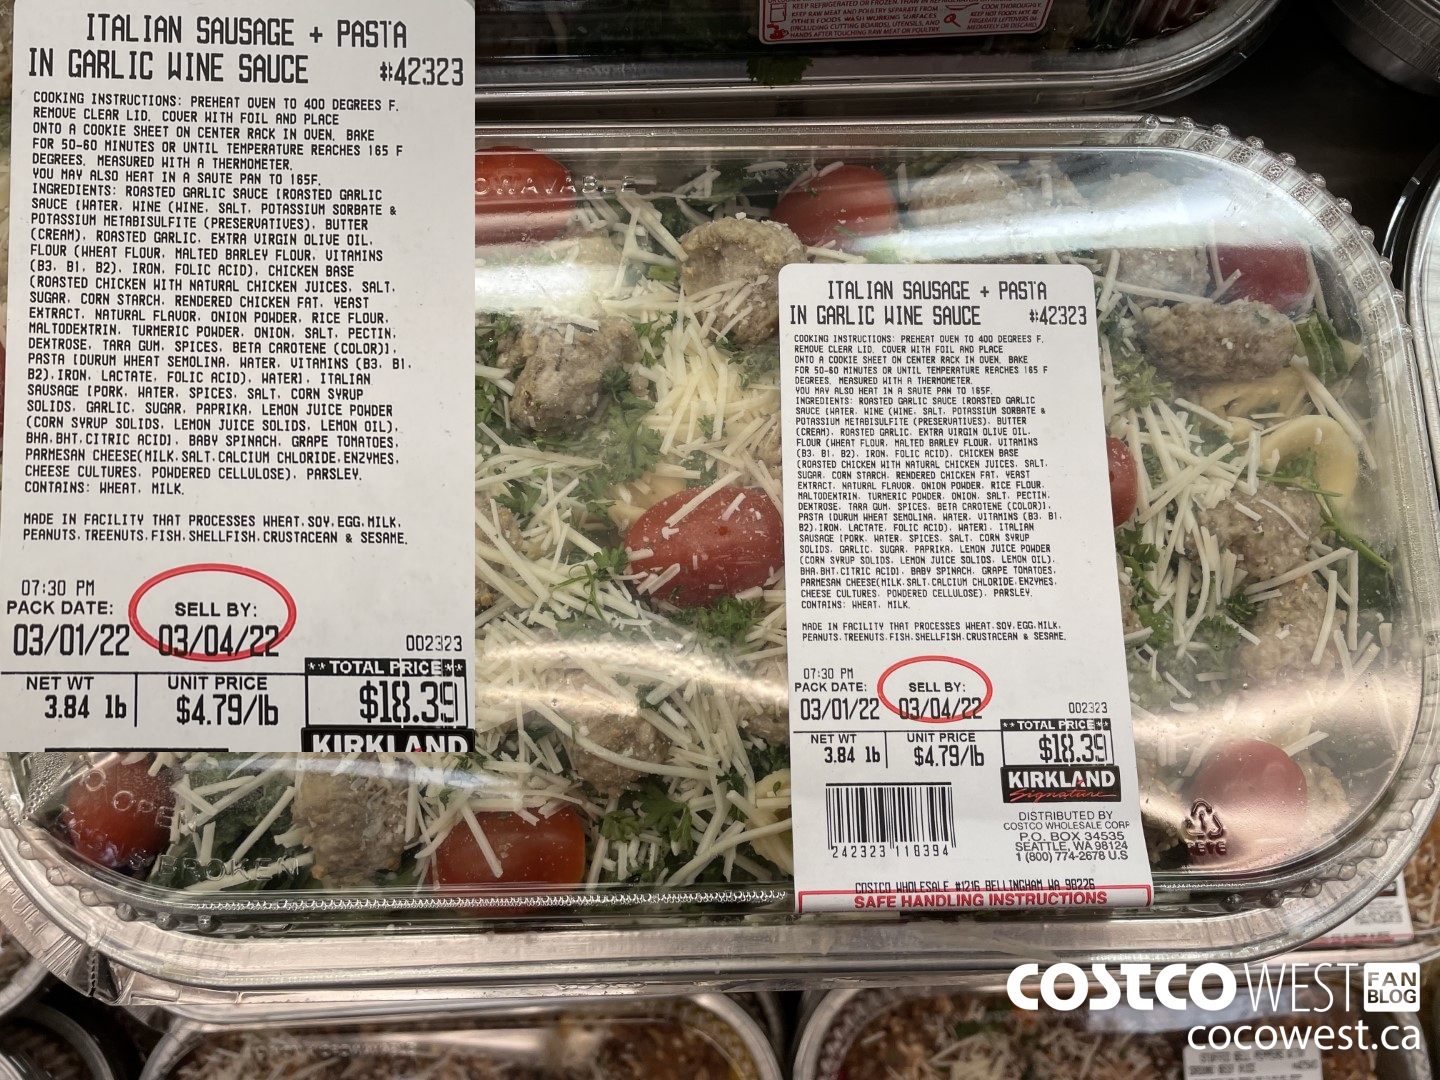 ITALIAN SAUSAGE + PASTA
IN GARLIC WINE SAUCE #42323
COOKING INSTRUCTIONS: PREHEAT OVEN TO 400 DEGREES F.
REMOVE CLEAR LID. COVER WITH FOIL AND PLACE
ONTO A COOKIE SHEET ON CENTER RACK IN OVEN. BAKE
FOR 50-60 MINUTES OR UNTIL TEMPERATURE REACHES 165 F
DEGREES. MEASURED WITH A THERMOMETER.
YOU MAY ALSO HEAT IN A SAUTE PAN TO 165F.
INGREDIENTS: ROASTED GARLIC SAUCE [ROASTED GARLIC
SAUCE [WATER, WINE (WINE, SALT, POTASSIUM SORBATE &
POTASSIUM METABISULFITE (PRESERVATIVES), BUTTER
(CREAM), ROASTED GARLIC, EXTRA VIRGIN OLIVE OIL,
FLOUR (WHEAT FLOUR, MALTED BARLEY FLOUR, VITAMINS
(B3, B1, B2), IRON, FOLIC ACID), CHICKEN BASE
(ROASTED CHICKEN WITH NATURAL CHICKEN JUICES, SALT,
SUGAR, CORN STARCH, RENDERED CHICKEN FAT, YEAST
EXTRACT, NATURAL FLAVOR, ONION POWDER, RICE FLOUR,
MALTODEXTRIN, TURMERIC POWDER, ONION, SALT, PECTIN,
DEXTROSE, TARA GUM, SPICES, BETA CAROTENE (COLOR)],
PASTA [DURUM WHEAT SEMOLINA, WATER, VITAMINS (B3, B1,
B2),IRON, LACTATE, FOLIC ACID), WATER], ITALIAN
SAUSAGE [PORK, WATER, SPICES, SALT, CORN SYRUP
SOLIDS, GARLIC, SUGAR, PAPRIKA, LEMON JUICE POWDER
(CORN SYRUP SOLIDS, LEMON JUICE SOLIDS, LEMON OIL),
BHA,BHT,CITRIC ACID), BABY SPINACH, GRAPE TOMATOES,
PARMESAN CHEESE(MILK,SALT,CALCIUM CHLORIDE,ENZYMES,
CHEESE CULTURES, POWDERED CELLULOSE), PARSLEY.
CONTAINS: WHEAT, MILK.
MADE IN FACILITY THAT PROCESSES WHEAT,SOY,EGG,MILK,
PEANUTS,TREENUTS,FISH,SHELLFISH,CRUSTACEAN & SESAME.
07:30 PM
PACK DATE: SELL BY:
03/01/22 03/04/22 002323
NET WT UNIT PRICE **TOTAL PRICE**
3.84 lb $4.79/lb $18.39
KIRKLAND
ITALIAN SAUSAGE + PASTA
IN GARLIC WINE SAUCE #42323
COOKING INSTRUCTIONS: PREHEAT OVEN TO 400 DEGREES F.
REMOVE CLEAR LID. COVER WITH FOIL AND PLACE
ONTO A COOKIE SHEET ON CENTER RACK IN OVEN. BAKE
FOR 50-60 MINUTES OR UNTIL TEMPERATURE REACHES 165 F
DEGREES. MEASURED WITH A THERMOMETER.
YOU MAY ALSO HEAT IN A SAUTE PAN TO 165F.
INGREDIENTS: ROASTED GARLIC SAUCE [ROASTED GARLIC
SAUCE [WATER, WINE (WINE, SALT, POTASSIUM SORBATE &
POTASSIUM METABISULFITE (PRESERVATIVES), BUTTER
(CREAM), ROASTED GARLIC, EXTRA VIRGIN OLIVE OIL,
FLOUR (WHEAT FLOUR, MALTED BARLEY FLOUR, VITAMINS
(B3, B1, B2), IRON, FOLIC ACID), CHICKEN BASE
(ROASTED CHICKEN WITH NATURAL CHICKEN JUICES, SALT,
SUGAR, CORN STARCH, RENDERED CHICKEN FAT, YEAST
EXTRACT, NATURAL FLAVOR, ONION POWDER, RICE FLOUR,
MALTODEXTRIN, TURMERIC POWDER, ONION, SALT, PECTIN,
DEXTROSE, TARA GUM, SPICES, BETA CAROTENE (COLOR)],
PASTA [DURUM WHEAT SEMOLINA, WATER, VITAMINS (B3, B1,
B2),IRON, LACTATE, FOLIC ACID), WATER], ITALIAN
SAUSAGE [PORK, WATER, SPICES, SALT, CORN SYRUP
SOLIDS, GARLIC, SUGAR, PAPRIKA, LEMON JUICE POWDER
(CORN SYRUP SOLIDS, LEMON JUICE SOLIDS, LEMON OIL),
BHA,BHT,CITRIC ACID), BABY SPINACH, GRAPE TOMATOES,
PARMESAN CHEESE(MILK,SALT,CALCIUM CHLORIDE,ENZYMES,
CHEESE CULTURES, POWDERED CELLULOSE), PARSLEY.
CONTAINS: WHEAT, MILK.
MADE IN FACILITY THAT PROCESSES WHEAT,SOY,EGG,MILK,
PEANUTS,TREENUTS,FISH,SHELLFISH,CRUSTACEAN & SESAME.
07:30 PM
PACK DATE: SELL BY:
03/01/22 03/04/22 002323
NET WT UNIT PRICE **TOTAL PRICE**
3.84 lb $4.79/lb $18.39
KIRKLAND
Signature
242323 118394
DISTRIBUTED BY
COSTCO WHOLESALE CORP
P.O. BOX 34535
SEATTLE, WA 98124
1 (800) 774-2678 U.S
COSTCO WHOLESALE #1216 BELLINGHAM WA 98226
SAFE HANDLING INSTRUCTIONS
BROKEN
COSTCO WEST FAN BLOG
cocowest.ca